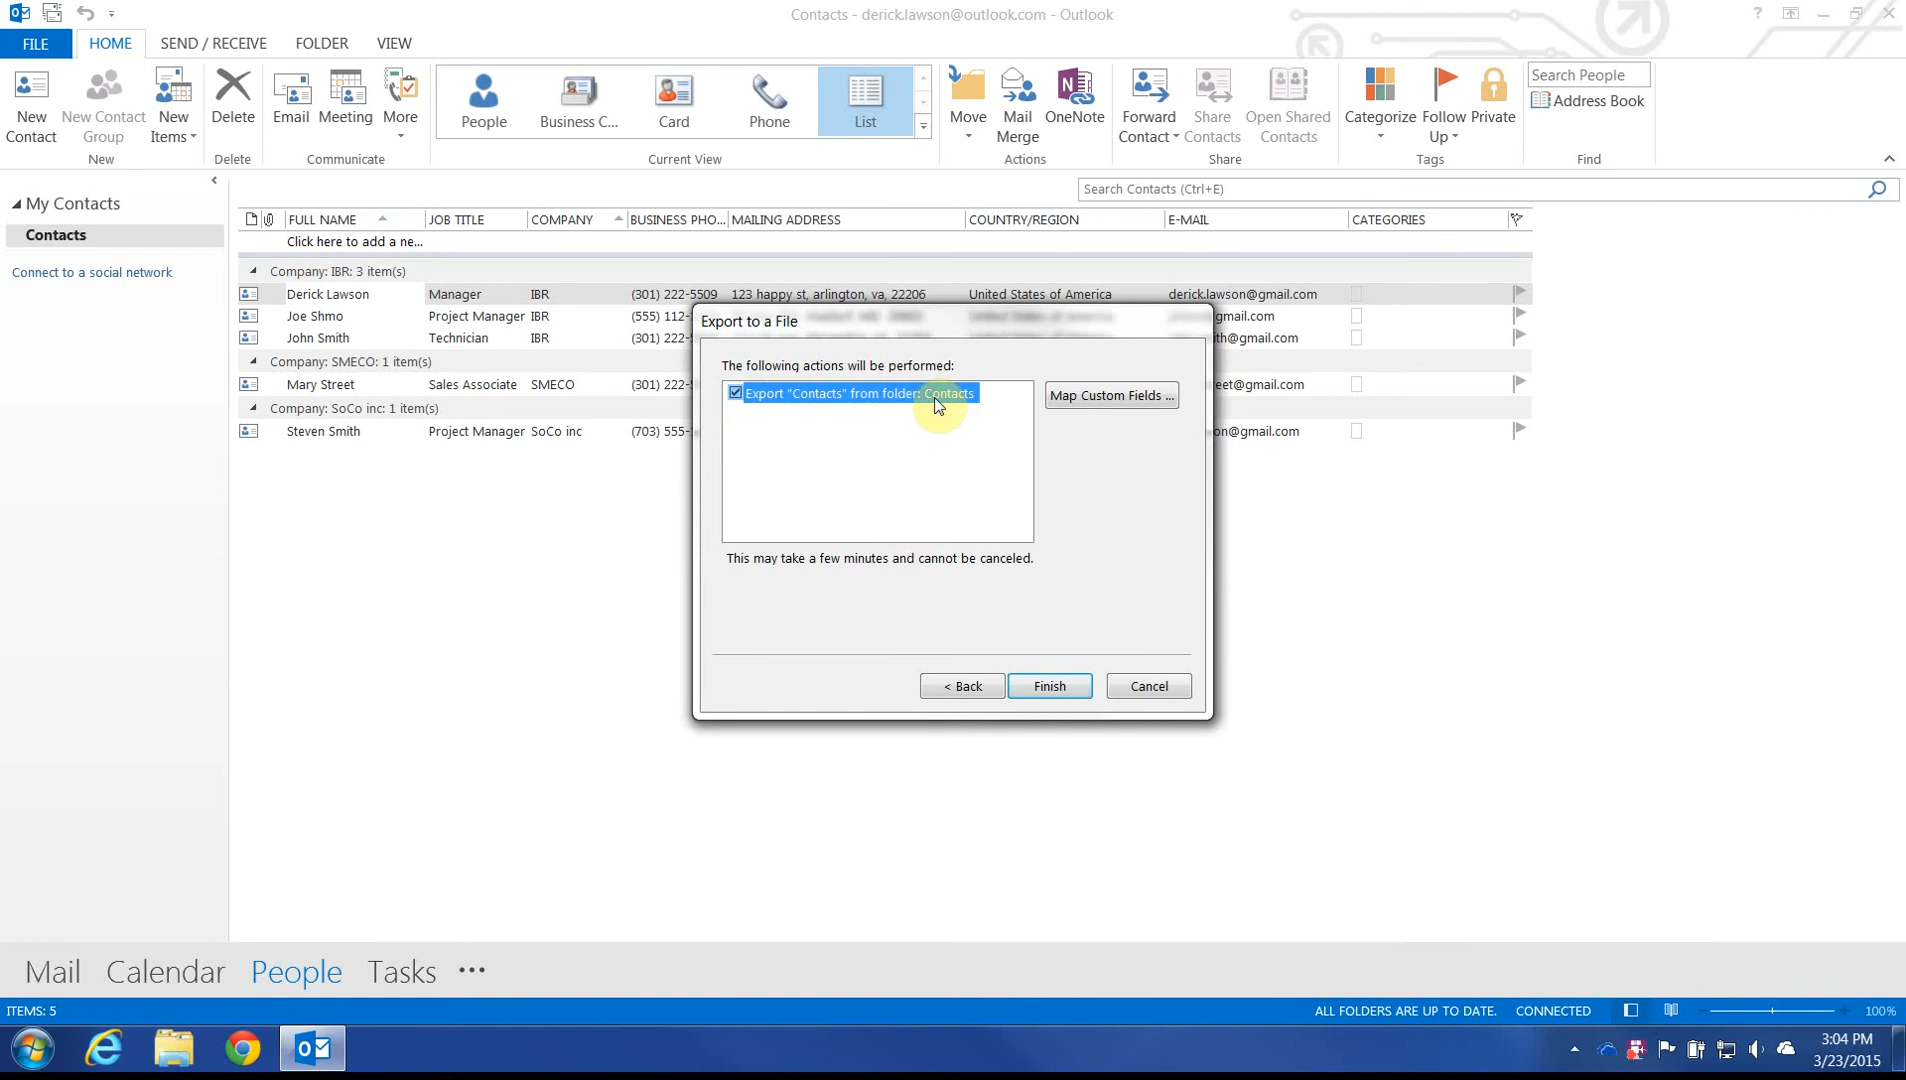 Contacts - derick.lawson@outlook.com - Outlook
FILE HOME SEND / RECEIVE FOLDER VIEW
New Contact
New Contact Group
New Items
New
Delete
Delete
Email
Meeting
More
Communicate
People
Business C...
Card
Phone
List
Current View
Move
Mail Merge
OneNote
Actions
Forward Contact
Share Contacts
Open Shared Contacts
Share
Categorize
Follow Up
Private
Tags
Search People
Address Book
Find
My Contacts
Contacts
Connect to a social network
Search Contacts (Ctrl+E)
FULL NAME JOB TITLE COMPANY BUSINESS PHO... MAILING ADDRESS COUNTRY/REGION E-MAIL CATEGORIES
Click here to add a ne...
Company: IBR: 3 item(s)
Derick Lawson Manager IBR (301) 222-5509 123 happy st, arlington, va, 22206 United States of America derick.lawson@gmail.com
Joe Shmo Project Manager IBR (555) 112- gmail.com
John Smith Technician IBR (301) 222- th@gmail.com
Company: SMECO: 1 item(s)
Mary Street Sales Associate SMECO (301) 222- eet@gmail.com
Company: SoCo inc: 1 item(s)
Steven Smith Project Manager SoCo inc (703) 555- on@gmail.com
Export to a File
The following actions will be performed:
Export "Contacts" from folder: Contacts
Map Custom Fields ...
This may take a few minutes and cannot be canceled.
< Back
Finish
Cancel
Mail Calendar People Tasks •••
ITEMS: 5
ALL FOLDERS ARE UP TO DATE. CONNECTED 100%
3:04 PM
3/23/2015